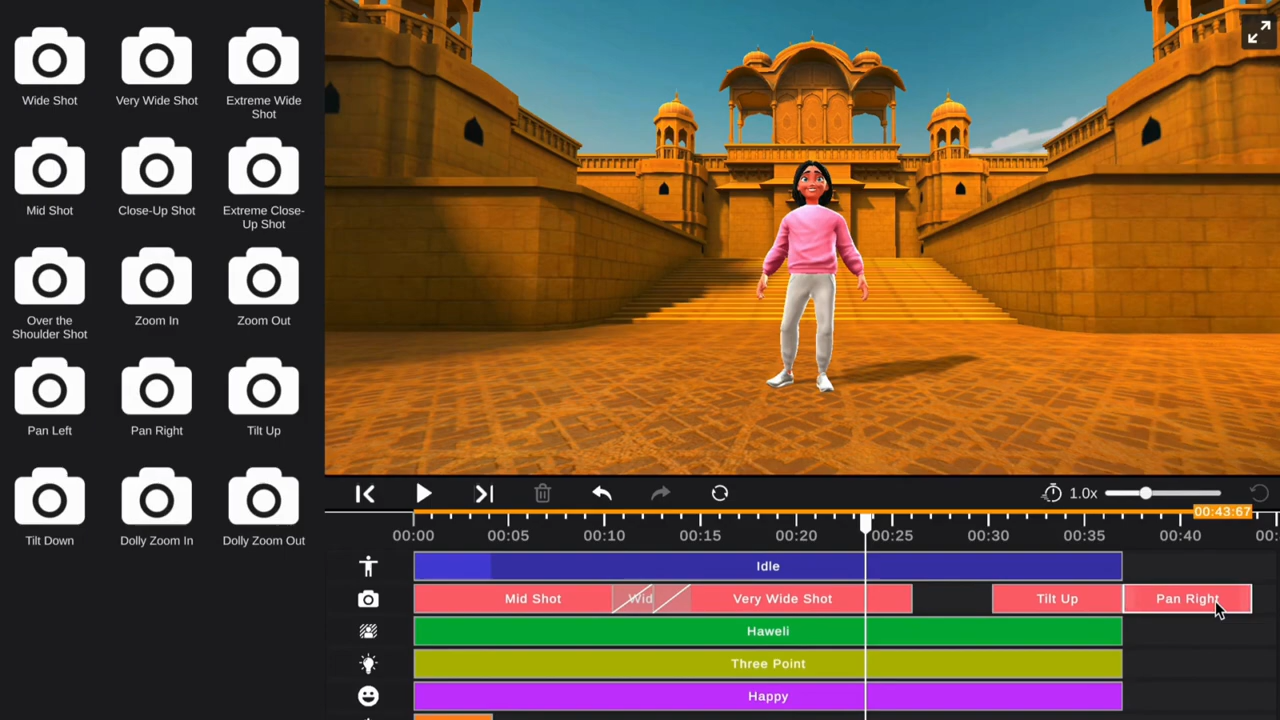 Wide Shot
Very Wide Shot
Extreme Wide
Shot
Mid Shot
Close-Up Shot
Extreme Close-
Up Shot
Over the
Shoulder Shot
Zoom In
Zoom Out
Pan Left
Pan Right
Tilt Up
Tilt Down
Dolly Zoom In
Dolly Zoom Out
1.0x
00:43:67
00:00 00:05 00:10 00:15 00:20 00:25 00:30 00:35 00:40 00:
Idle
Mid Shot Wid Very Wide Shot Tilt Up Pan Right
Haweli
Three Point
Happy